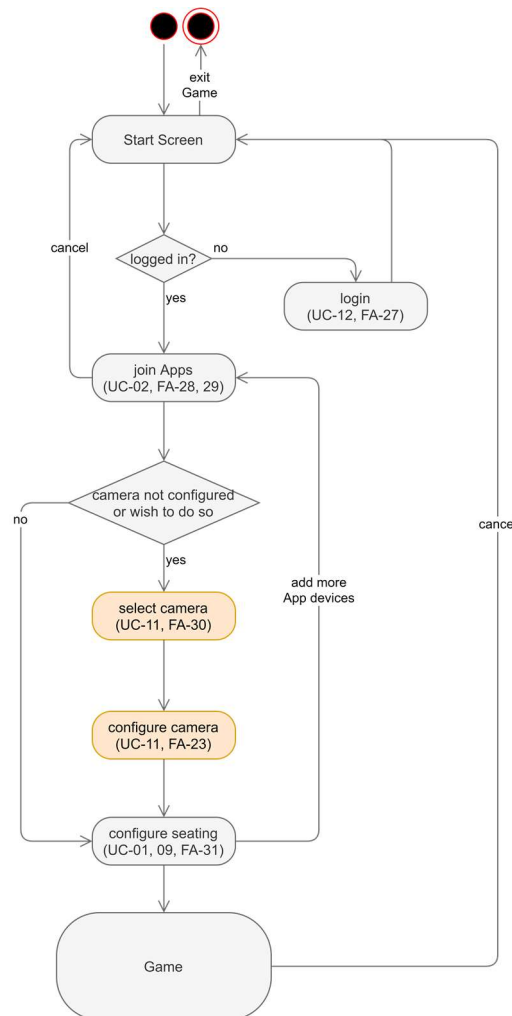 exit
Game
Start Screen
cancel
logged in?
no
yes
login
(UC-12, FA-27)
join Apps
(UC-02, FA-28, 29)
camera not configured
or wish to do so
no
yes
cance
select camera
(UC-11, FA-30)
add more
App devices
configure camera
(UC-11, FA-23)
configure seating
(UC-01, 09, FA-31)
Game